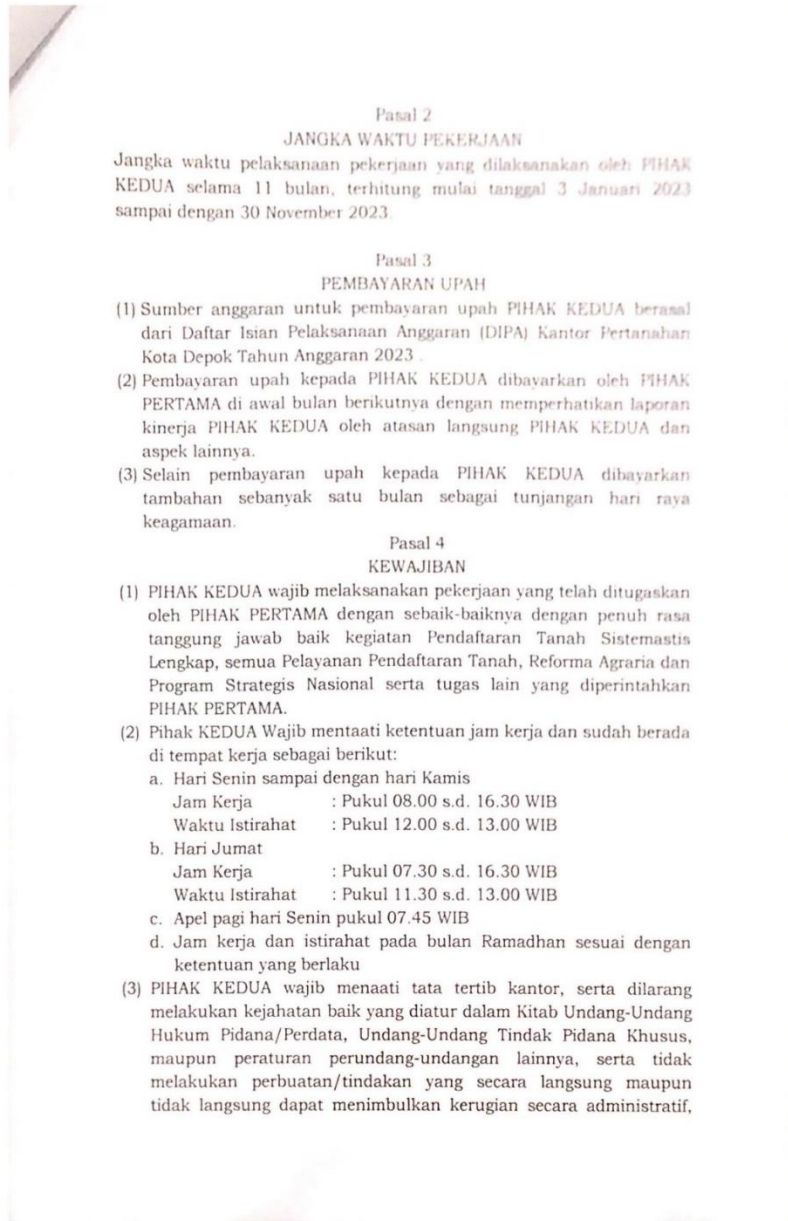 Pasal 2
JANGKA WAKTU PEKERJAAN
Jangka waktu pelaksanaan pekerjaan yang dilaksanakan oleh PIHAK
KEDUA selama 11 bulan, terhitung mulai tanggal 3 Januari 2023
sampai dengan 30 November 2023
Pasal 3
PEMBAYARAN UPAH
(1) Sumber anggaran untuk pembayaran upah PIHAK KEDUA berasal
dari Daftar Isian Pelaksanaan Anggaran (DIPA) Kantor Pertanahan
Kota Depok Tahun Anggaran 2023 .
(2) Pembayaran upah kepada PIHAK KEDUA dibayarkan oleh PIHAK
PERTAMA di awal bulan berikutnya dengan memperhatikan laporan
kinerja PIHAK KEDUA oleh atasan langsung PIHAK KEDUA dan
aspek lainnya.
(3) Selain pembayaran upah kepada PIHAK KEDUA dibayarkan
tambahan sebanyak satu bulan sebagai tunjangan hari raya
keagamaan.
Pasal 4
KEWAJIBAN
(1) PIHAK KEDUA wajib melaksanakan pekerjaan yang telah ditugaskan
oleh PIHAK PERTAMA dengan sebaik-baiknya dengan penuh rasa
tanggung jawab baik kegiatan Pendaftaran Tanah Sistemastis
Lengkap, semua Pelayanan Pendaftaran Tanah, Reforma Agraria dan
Program Strategis Nasional serta tugas lain yang diperintahkan
PIHAK PERTAMA.
(2) Pihak KEDUA Wajib mentaati ketentuan jam kerja dan sudah berada
di tempat kerja sebagai berikut:
a. Hari Senin sampai dengan hari Kamis
Jam Kerja : Pukul 08.00 s.d. 16.30 WIB
Waktu Istirahat : Pukul 12.00 s.d. 13.00 WIB
b. Hari Jumat
Jam Kerja : Pukul 07.30 s.d. 16.30 WIB
Waktu Istirahat : Pukul 11.30 s.d. 13.00 WIB
c. Apel pagi hari Senin pukul 07.45 WIB
d. Jam kerja dan istirahat pada bulan Ramadhan sesuai dengan
ketentuan yang berlaku
(3) PIHAK KEDUA wajib menaati tata tertib kantor, serta dilarang
melakukan kejahatan baik yang diatur dalam Kitab Undang-Undang
Hukum Pidana/Perdata, Undang-Undang Tindak Pidana Khusus,
maupun peraturan perundang-undangan lainnya, serta tidak
melakukan perbuatan/tindakan yang secara langsung maupun
tidak langsung dapat menimbulkan kerugian secara administratif,